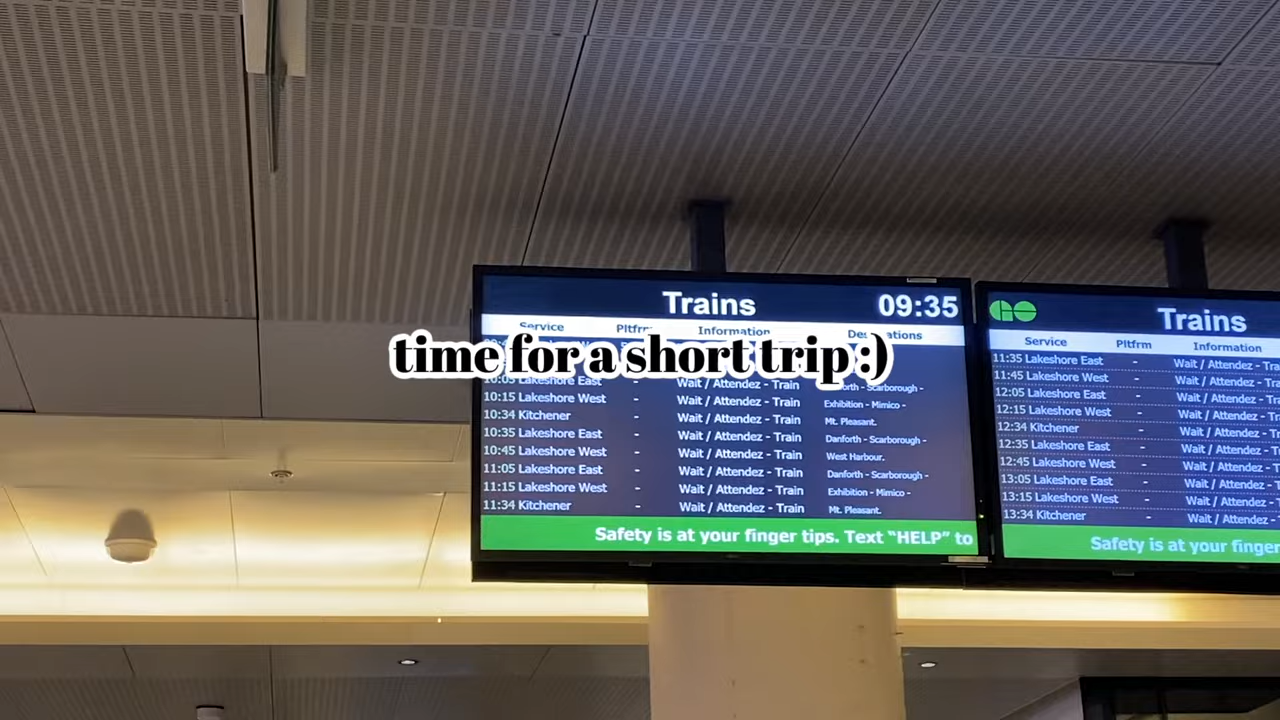 Trains 09:35
Service Pltfrm Information Destinations
time for a short trip :)
10:05 Lakeshore East - Wait / Attendez - Train Danforth - Scarborough -
10:15 Lakeshore West - Wait / Attendez - Train Exhibition - Mimico -
10:34 Kitchener - Wait / Attendez - Train Mt. Pleasant.
10:35 Lakeshore East - Wait / Attendez - Train Danforth - Scarborough -
10:45 Lakeshore West - Wait / Attendez - Train West Harbour.
11:05 Lakeshore East - Wait / Attendez - Train Danforth - Scarborough -
11:15 Lakeshore West - Wait / Attendez - Train Exhibition - Mimico -
11:34 Kitchener - Wait / Attendez - Train Mt. Pleasant.
Safety is at your finger tips. Text “HELP” to
GO Trains
Service Pltfrm Information
11:35 Lakeshore East - Wait / Attendez - Tra
11:45 Lakeshore West - Wait / Attendez - Tra
12:05 Lakeshore East - Wait / Attendez - Tra
12:15 Lakeshore West - Wait / Attendez - Tr
12:34 Kitchener - Wait / Attendez - T
12:35 Lakeshore East - Wait / Attendez - T
12:45 Lakeshore West - Wait / Attendez -
13:05 Lakeshore East - Wait / Attendez -
13:15 Lakeshore West - Wait / Attendez -
13:34 Kitchener - Wait / Attendez -
Safety is at your finger